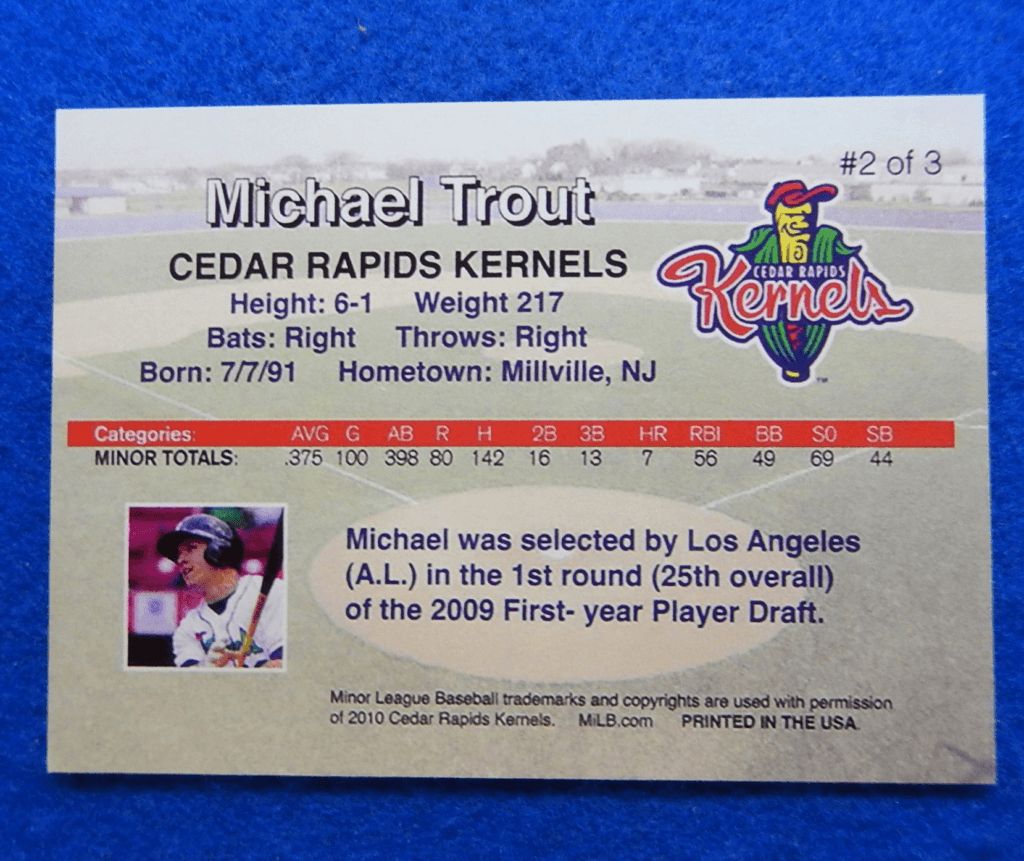 #2 of 3
Michael Trout
CEDAR RAPIDS KERNELS
CEDAR RAPIDS
Kernels
TM
Height: 6-1 Weight 217
Bats: Right Throws: Right
Born: 7/7/91 Hometown: Millville, NJ
Categories: AVG G AB R H 2B 3B HR RBI BB SO SB
MINOR TOTALS: .375 100 398 80 142 16 13 7 56 49 69 44
Michael was selected by Los Angeles
(A.L.) in the 1st round (25th overall)
of the 2009 First- year Player Draft.
Minor League Baseball trademarks and copyrights are used with permission
of 2010 Cedar Rapids Kernels. MiLB.com PRINTED IN THE USA.